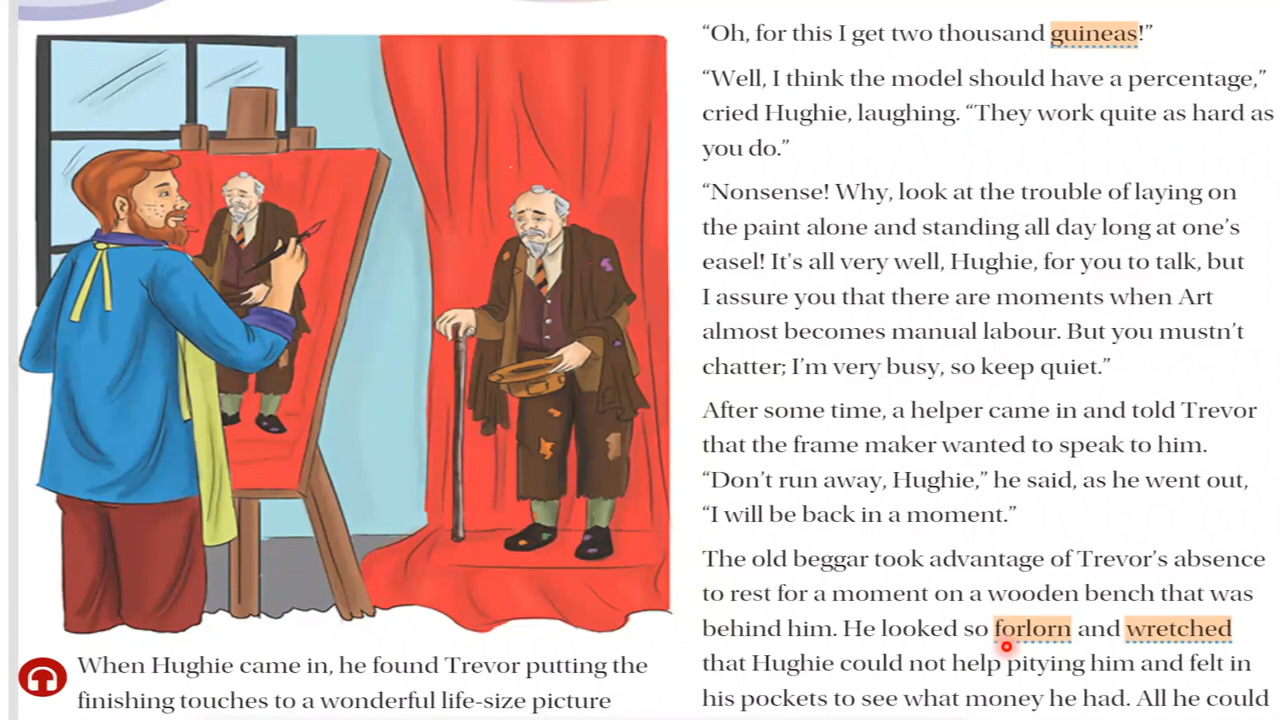 “Oh, for this I get two thousand guineas!”
“Well, I think the model should have a percentage,”
cried Hughie, laughing. “They work quite as hard as
you do.”
“Nonsense! Why, look at the trouble of laying on
the paint alone and standing all day long at one’s
easel! It's all very well, Hughie, for you to talk, but
I assure you that there are moments when Art
almost becomes manual labour. But you mustn’t
chatter; I’m very busy, so keep quiet.”
After some time, a helper came in and told Trevor
that the frame maker wanted to speak to him.
“Don’t run away, Hughie,” he said, as he went out,
“I will be back in a moment.”
The old beggar took advantage of Trevor’s absence
to rest for a moment on a wooden bench that was
behind him. He looked so forlorn and wretched
that Hughie could not help pitying him and felt in
his pockets to see what money he had. All he could
When Hughie came in, he found Trevor putting the
finishing touches to a wonderful life-size picture